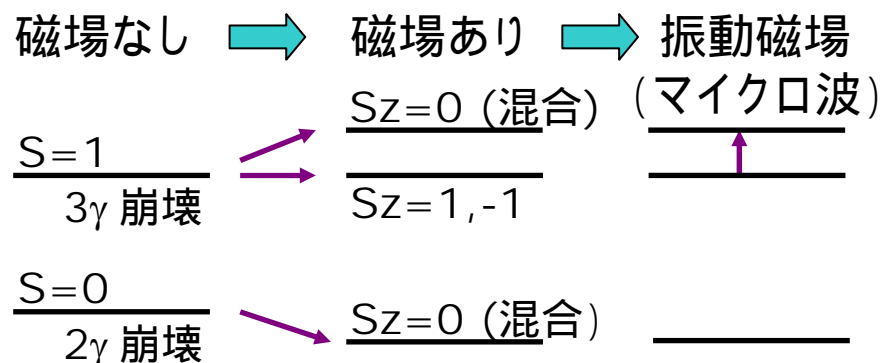 磁場なし
磁場あり
振動磁場
(マイクロ波)
Sz=0 (混合)
S=1
3γ 崩壊
Sz=1,-1
S=0
2γ 崩壊
Sz=0 (混合)